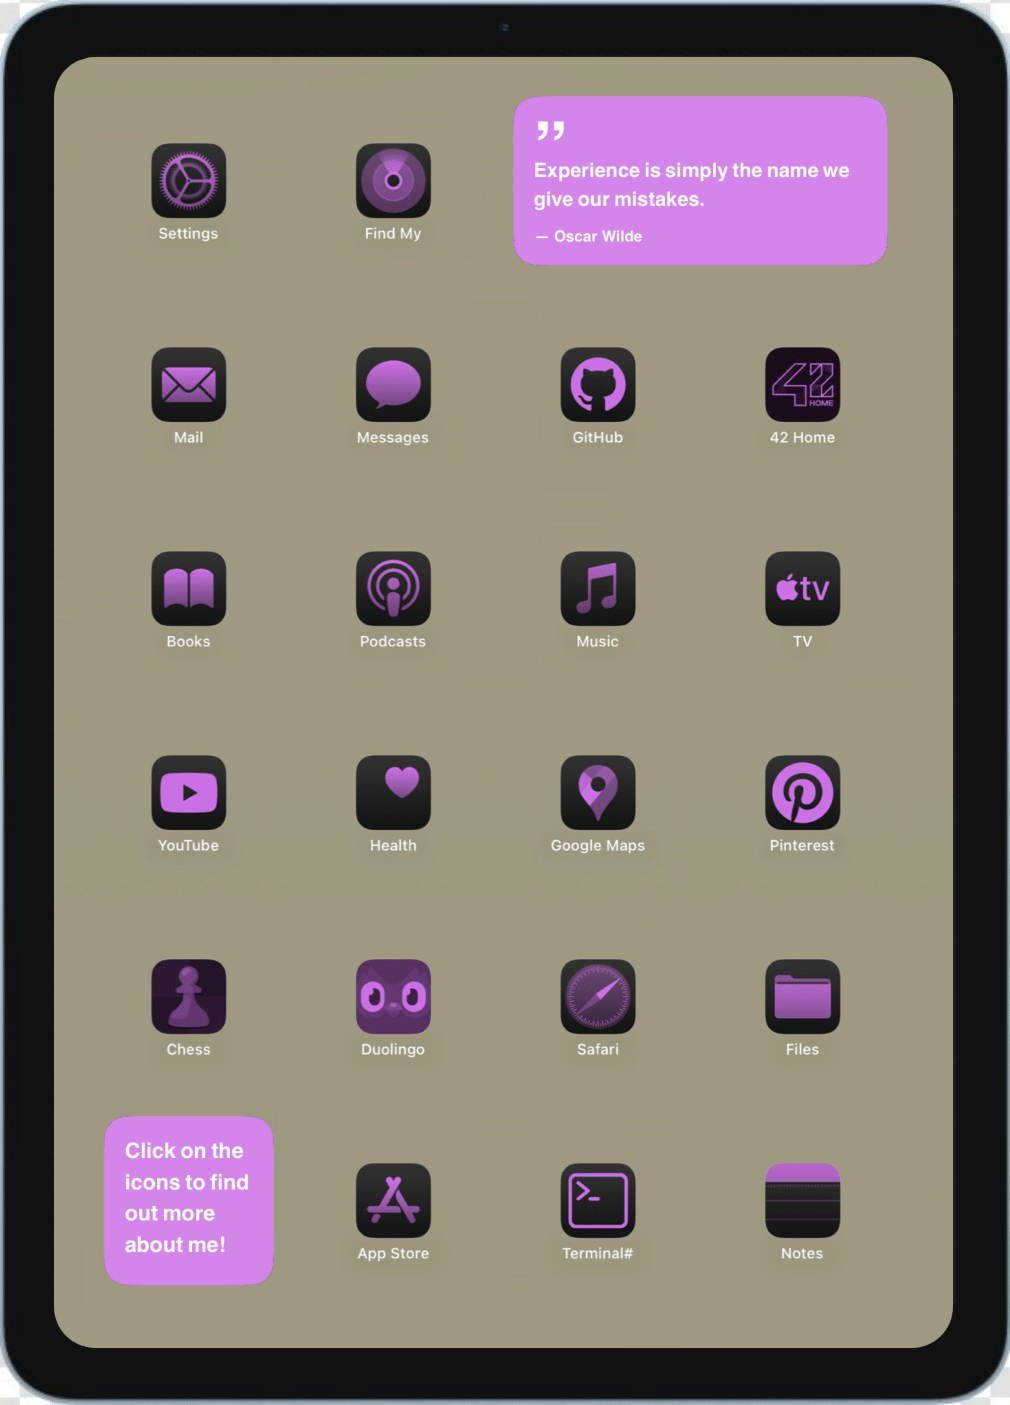 ”
Experience is simply the name we
give our mistakes.
— Oscar Wilde
Settings
Find My
42
HOME
Mail
Messages
GitHub
42 Home
tv
Books
Podcasts
Music
TV
YouTube
Health
Google Maps
Pinterest
Chess
Duolingo
Safari
Files
Click on the
icons to find
out more
about me!
>_
App Store
Terminal#
Notes